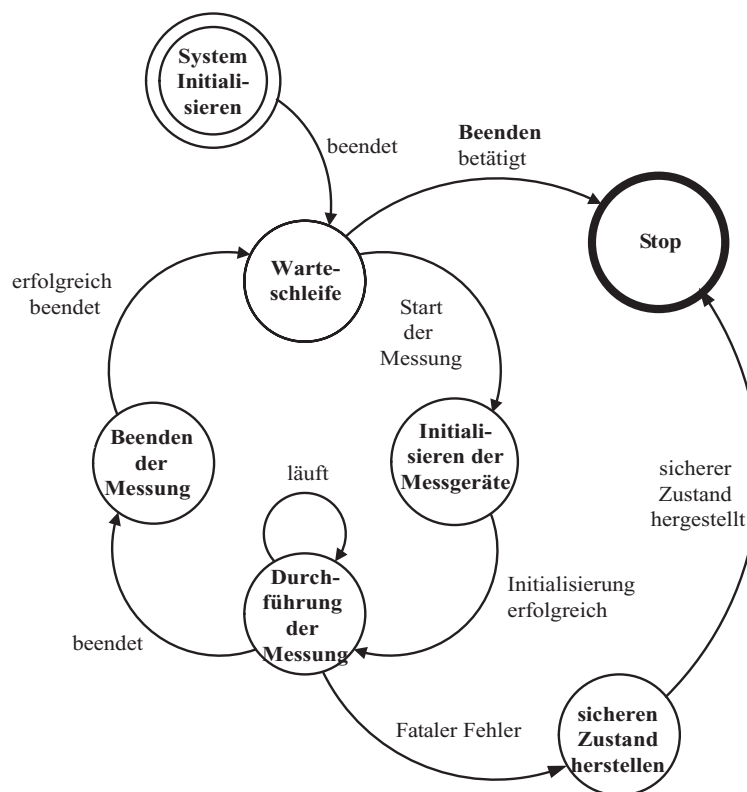 System
Initiali-
sieren
beendet
Beenden
betätigt
Stop
Warte-
schleife
erfolgreich
beendet
Start
der
Messung
Beenden
der
Messung
Initiali-
sieren der
Messgeräte
läuft
sicherer
Zustand
hergestellt
Durch-
führung
der
Messung
Initialisierung
erfolgreich
beendet
Fataler Fehler
sicheren
Zustand
herstellen